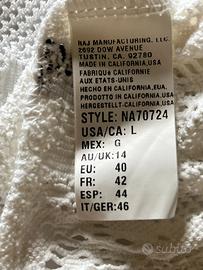 RAJ MANUFACTURING, LLC.
2692 DOW AVENUE
TUSTIN, CA. 92780
MADE IN CALIFORNIA, USA
FABRIQUÉ CALIFORNIE
AUX ETATS-UNIS
HECHO EN CALIFORNIA, EUA
PRODOTTO IN CALIFORNIA, USA
HERGESTELLT-CALIFORNIA, USA
STYLE: NA70724
USA/CA: L
MEX: G
AU/UK: 14
EU: 40
FR: 42
ESP: 44
IT/GER: 46
subito